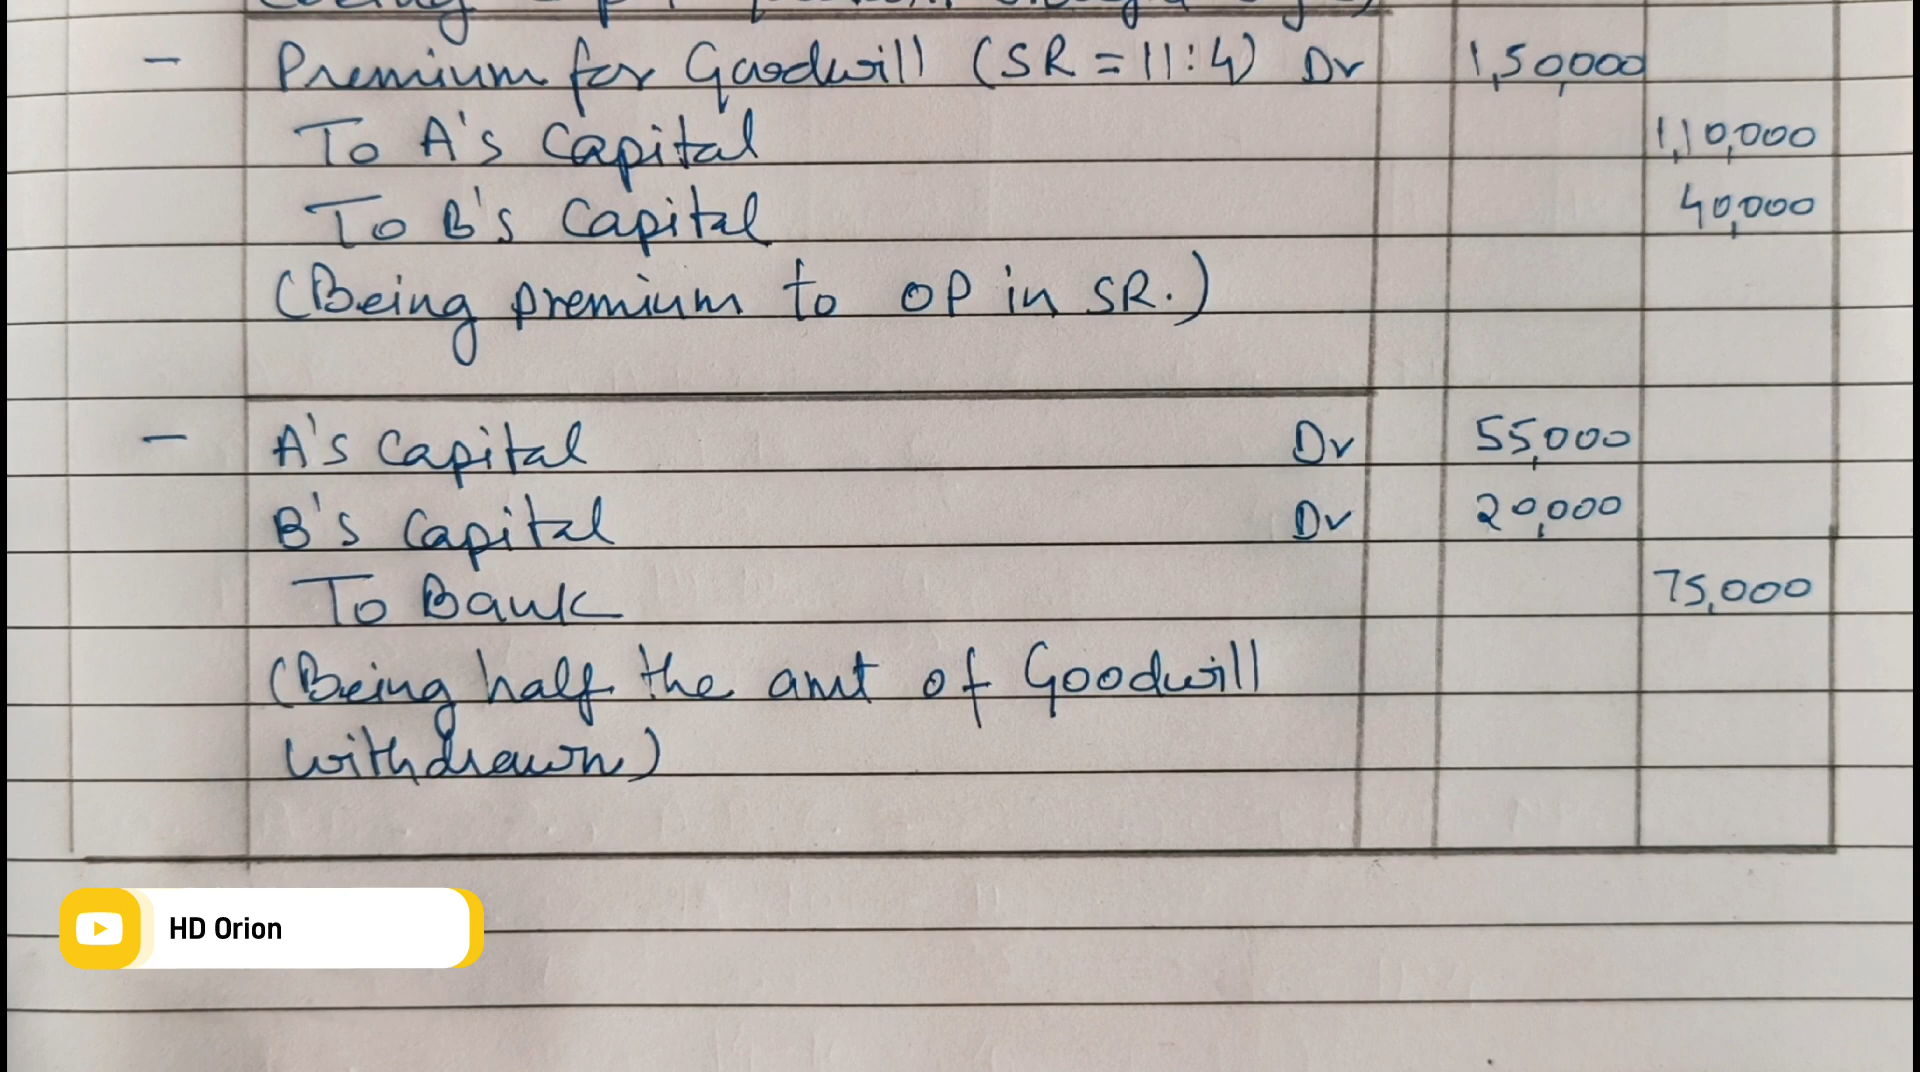 - Premium for Goodwill (SR = 11:4) Dr 1,50,000
To A's Capital 1,10,000
To B's Capital 40,000
(Being premium to OP in SR.)
- A's Capital Dr 55,000
B's Capital Dr 20,000
To Bank 75,000
(Being half the amt of Goodwill
withdrawn)
HD Orion